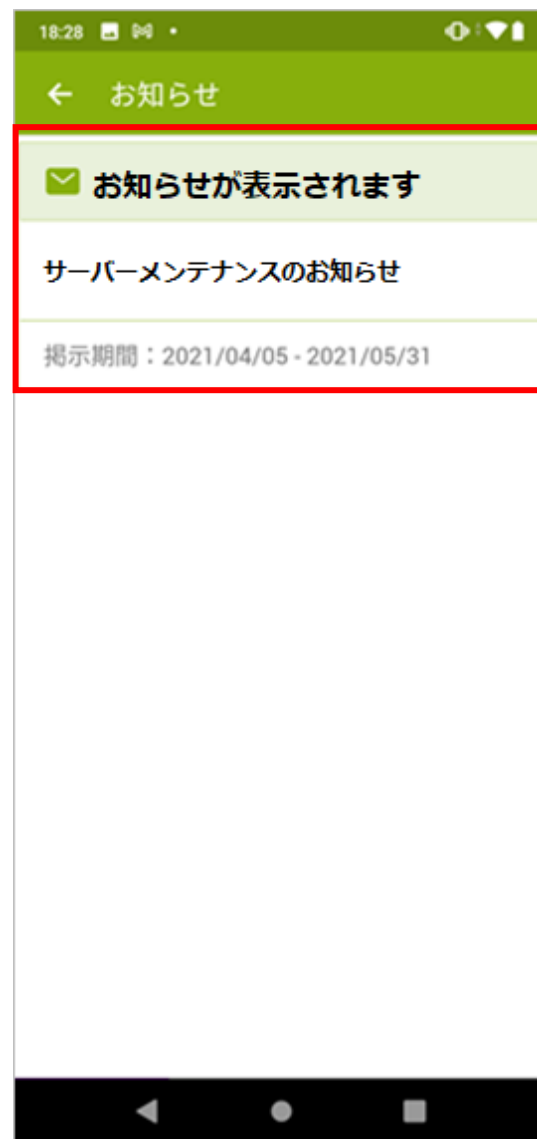 18:28
お知らせ
お知らせが表示されます
サーバーメンテナンスのお知らせ
掲示期間：2021/04/05 - 2021/05/31